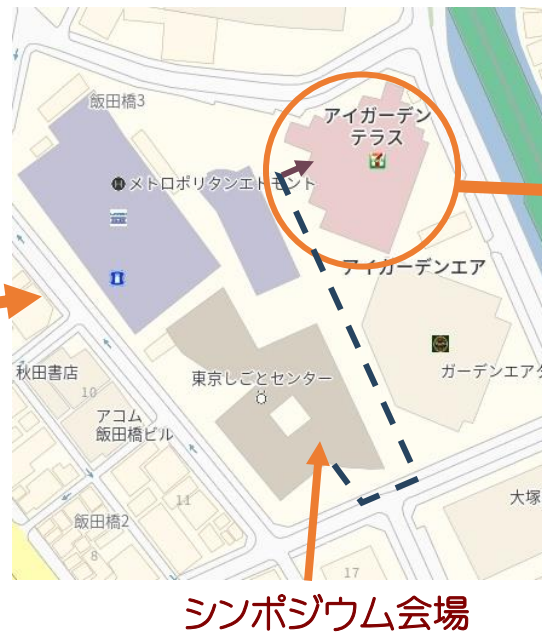 飯田橋3
アイガーデン
テラス
メトロポリタンエトモント
アイガーデンエア
秋田書店
10
東京しごとセンター
ガーデンエアタ
アコム
飯田橋ビル
11
大塚
飯田橋2
8
17
シンポジウム会場